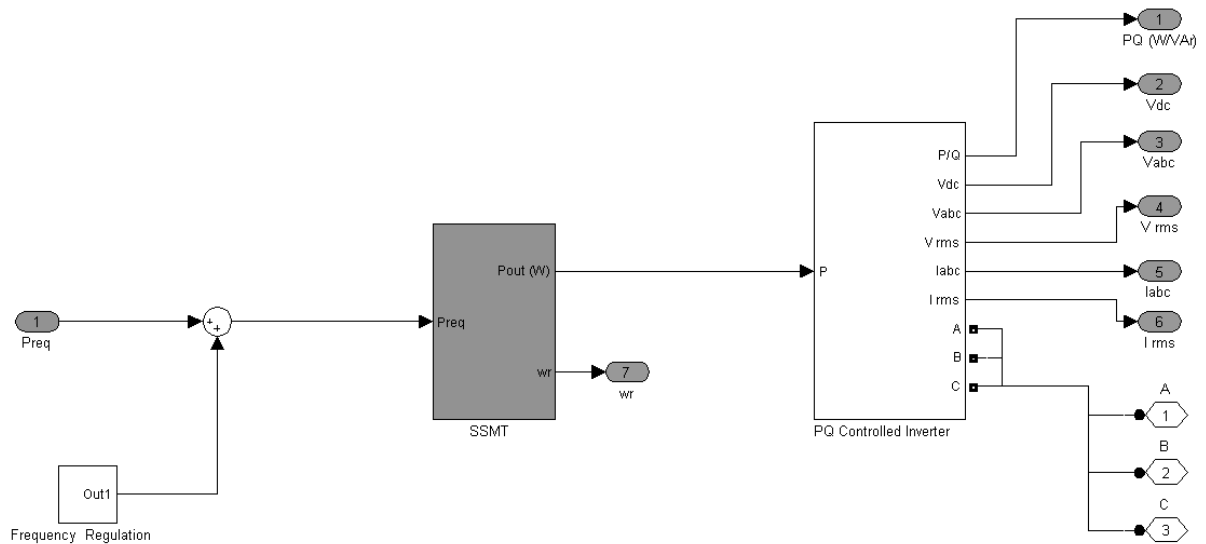 1
PQ (W/VAr)
2
Vdc
3
Vabc
P/Q
Vdc
Vabc
4
V rms
V rms
Pout (W)
P
Iabc
5
Iabc
I rms
1
Preq
+
+
Preq
6
I rms
A
B
wr
7
wr
C
A
1
SSMT
PQ Controlled Inverter
B
2
Out1
C
3
Frequency Regulation